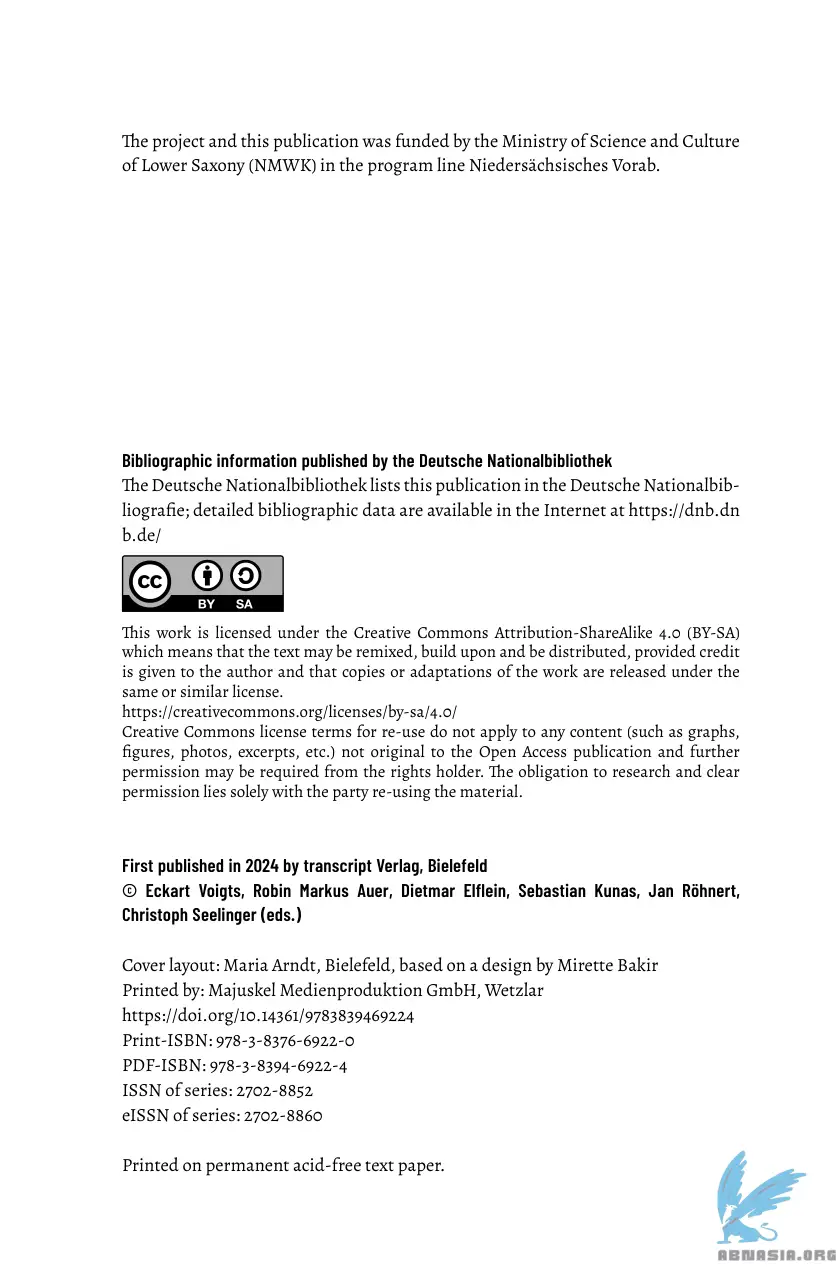 The project and this publication was funded by the Ministry of Science and Culture
of Lower Saxony (NMWK) in the program line Niedersächsisches Vorab.
Bibliographic information published by the Deutsche Nationalbibliothek
The Deutsche Nationalbibliothek lists this publication in the Deutsche Nationalbib-
liografie; detailed bibliographic data are available in the Internet at https://dnb.dn
b.de/
cc BY SA
This work is licensed under the Creative Commons Attribution-ShareAlike 4.0 (BY-SA)
which means that the text may be remixed, build upon and be distributed, provided credit
is given to the author and that copies or adaptations of the work are released under the
same or similar license.
https://creativecommons.org/licenses/by-sa/4.0/
Creative Commons license terms for re-use do not apply to any content (such as graphs,
figures, photos, excerpts, etc.) not original to the Open Access publication and further
permission may be required from the rights holder. The obligation to research and clear
permission lies solely with the party re-using the material.
First published in 2024 by transcript Verlag, Bielefeld
© Eckart Voigts, Robin Markus Auer, Dietmar Elflein, Sebastian Kunas, Jan Röhnert,
Christoph Seelinger (eds.)
Cover layout: Maria Arndt, Bielefeld, based on a design by Mirette Bakir
Printed by: Majuskel Medienproduktion GmbH, Wetzlar
https://doi.org/10.14361/9783839469224
Print-ISBN: 978-3-8376-6922-0
PDF-ISBN: 978-3-8394-6922-4
ISSN of series: 2702-8852
eISSN of series: 2702-8860
Printed on permanent acid-free text paper.
ABNASIA.ORG